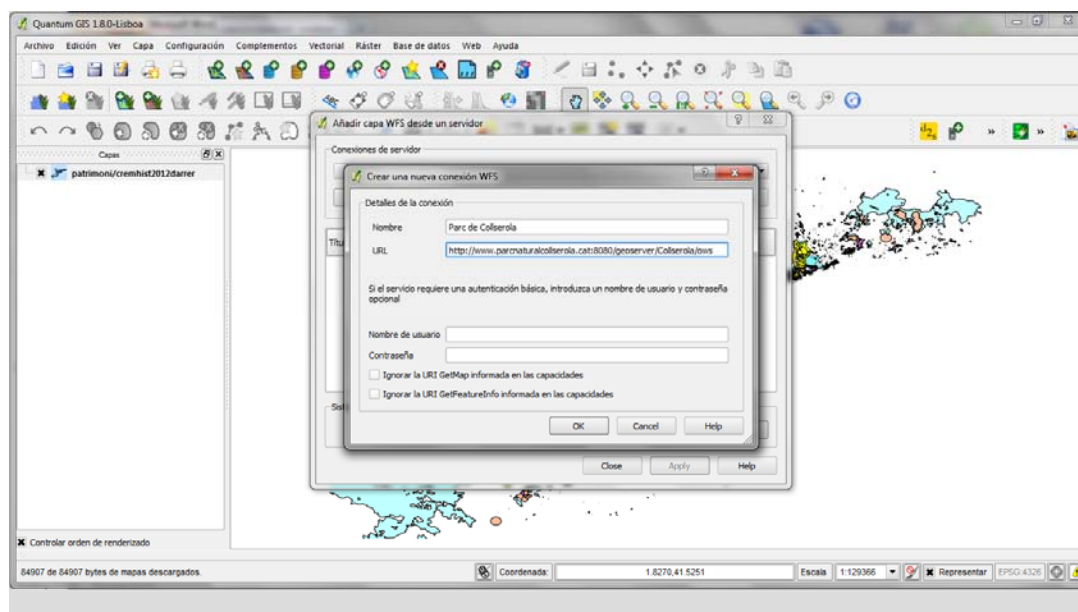 Quantum GIS 1.8.0-Lisboa
Archivo Edición Ver Capa Configuración Complementos Vectorial Ráster Base de datos Web Ayuda
Añadir capa WFS desde un servidor
Capas
Conexiones de servidor
patrimoni/cremhist2012darrer
Crear una nueva conexión WFS
Detalles de la conexión
Nombre Parc de Collserola
URL http://www.parcnaturalcollserola.cat:8080/geoserver/Collserola/ows
Si el servicio requiere una autenticación básica, introduzca un nombre de usuario y contraseña
opcional
Nombre de usuario
Contraseña
Ignorar la URI GetMap informada en las capacidades
Ignorar la URI GetFeatureInfo informada en las capacidades
OK Cancel Help
Close Apply Help
Controlar orden de renderizado
84907 de 84907 bytes de mapas descargados.
Coordenada: 1.8270,41.5251 Escala 1:129366 Representar EPSG:4326